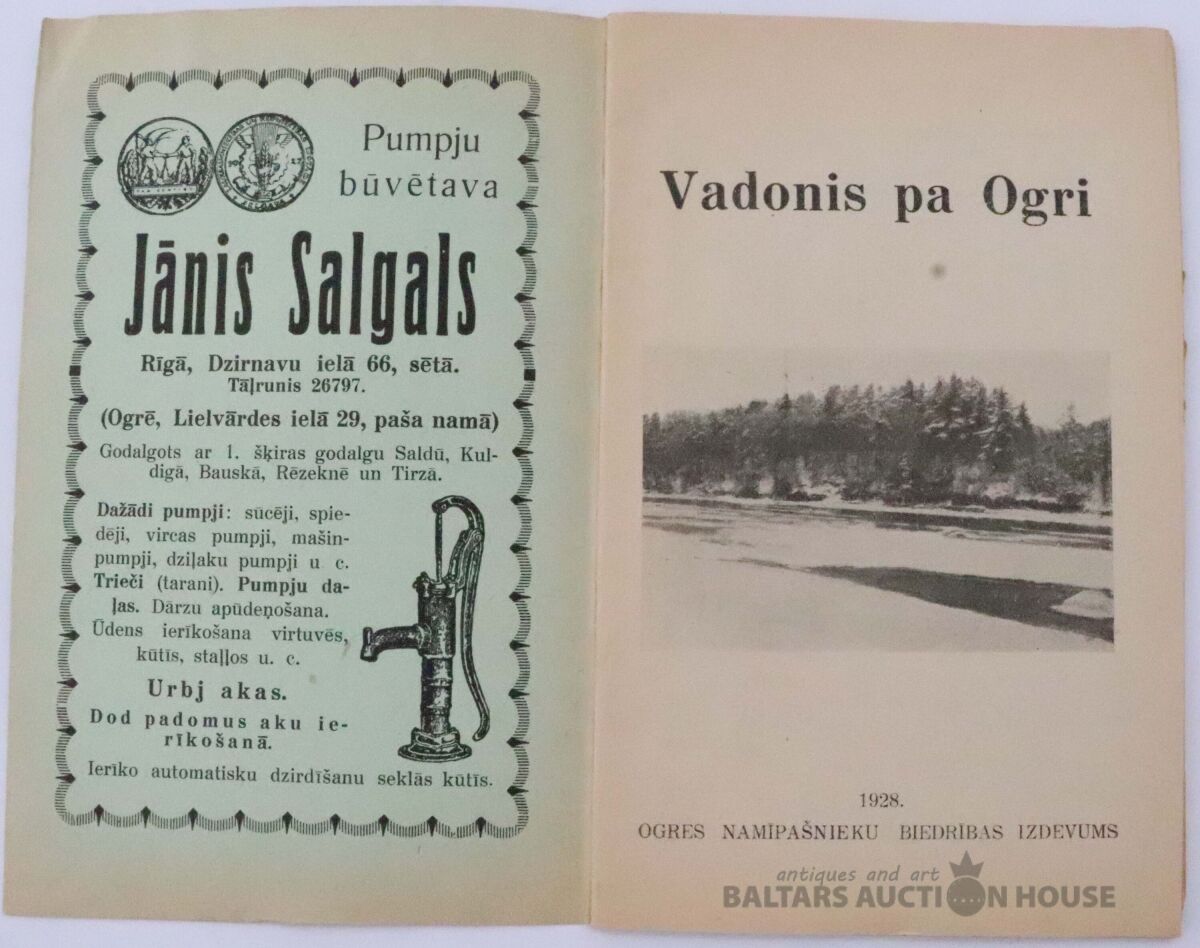 Pumpju
būvētava
Jānis Salgals
Rīgā, Dzirnavu ielā 66, sētā.
Tāļrunis 26797.
(Ogrē, Lielvārdes ielā 29, paša namā)
Godalgots ar 1. šķiras godalgu Saldū, Kul-
digā, Bauskā, Rēzeknē un Tirzā.
Dažādi pumpji: sūcēji, spie-
dēji, vircas pumpji, mašin-
pumpji, dziļaku pumpji u c.
Trieči (tarani). Pumpju da-
ļas. Dārzu apūdeņošana.
Ūdens ierīkošana virtuvēs,
kūtīs, staļļos u. c.
Urbj akas.
Dod padomus aku ie-
rīkošanā.
Ierīko automatisku dzirdīšanu seklās kūtīs.
Vadonis pa Ogri
1928.
OGRES NAMĪPAŠNIEKU BIEDRĪBAS IZDEVUMS
antiques and art
BALTARS AUCTION HOUSE